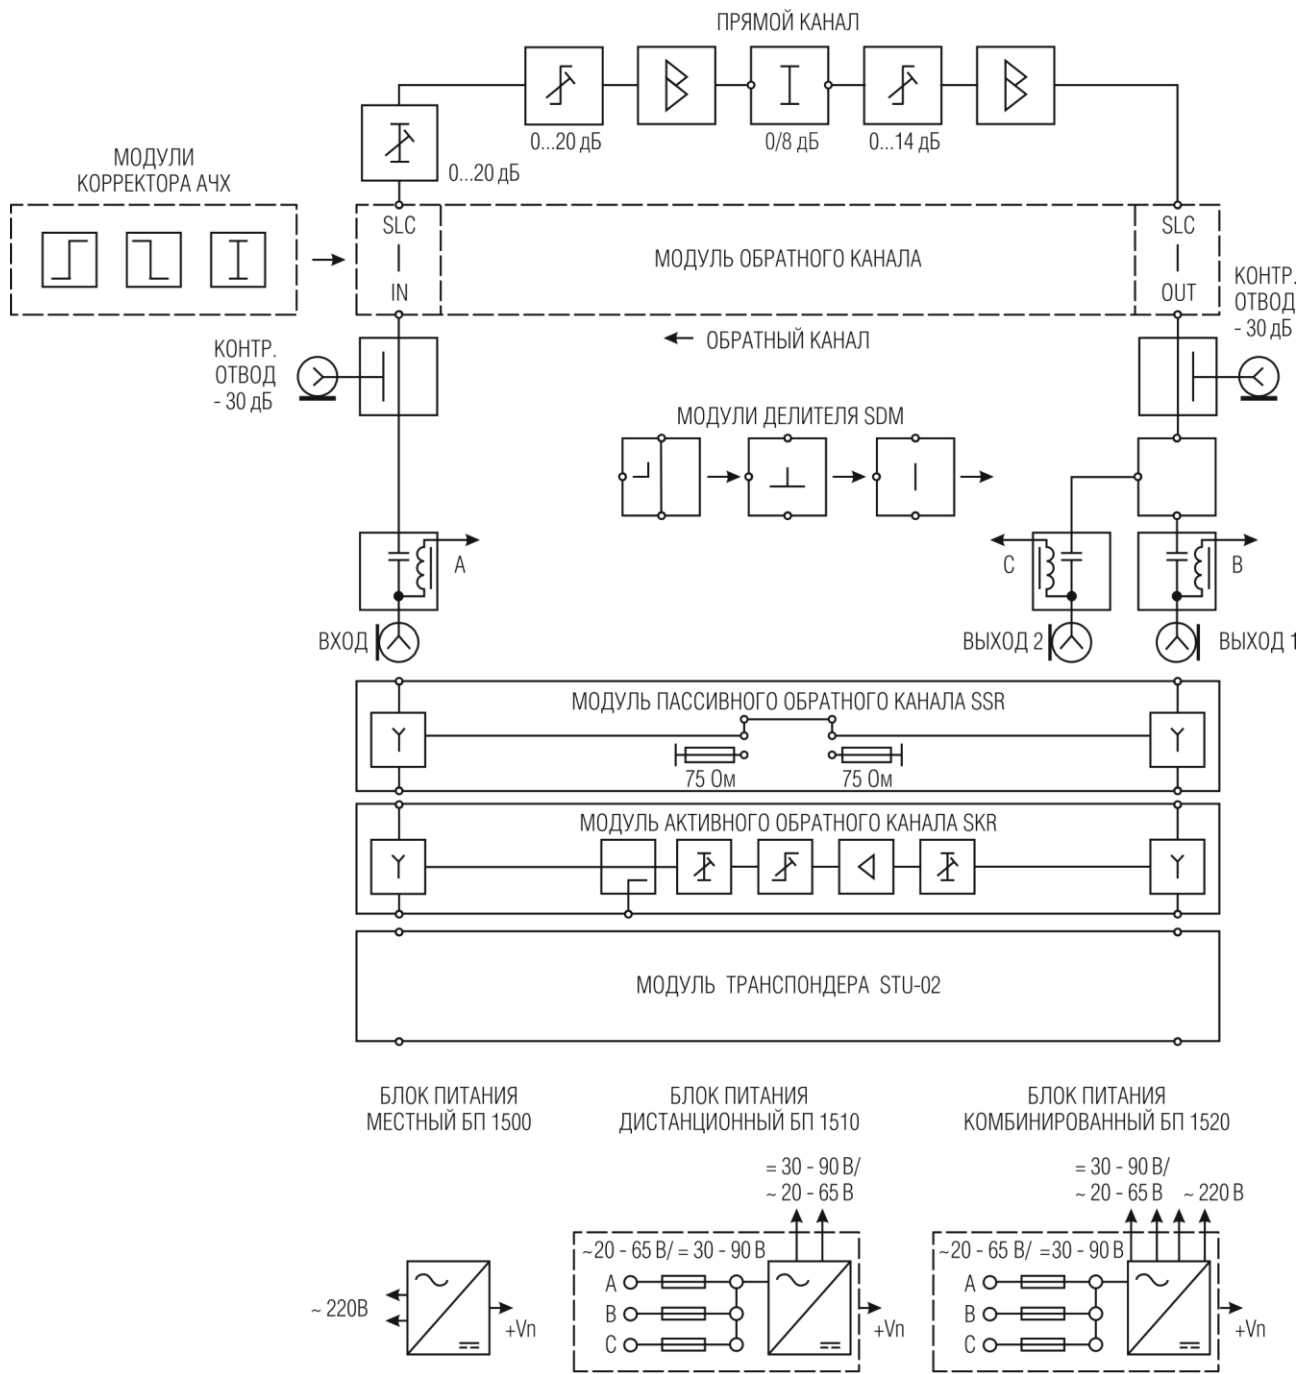 ПРЯМОЙ КАНАЛ
0...20 дБ
0/8 дБ
0...14 дБ
0...20 дБ
МОДУЛИ
КОРРЕКТОРА АЧХ
SLC
IN
МОДУЛЬ ОБРАТНОГО КАНАЛА
SLC
OUT
КОНТР.
ОТВОД
- 30 дБ
ОБРАТНЫЙ КАНАЛ
КОНТР.
ОТВОД
- 30 дБ
МОДУЛИ ДЕЛИТЕЛЯ SDM
A
C
B
ВХОД
ВЫХОД 2
ВЫХОД 1
МОДУЛЬ ПАССИВНОГО ОБРАТНОГО КАНАЛА SSR
75 Ом
75 Ом
МОДУЛЬ АКТИВНОГО ОБРАТНОГО КАНАЛА SKR
МОДУЛЬ ТРАНСПОНДЕРА STU-02
БЛОК ПИТАНИЯ
МЕСТНЫЙ БП 1500
БЛОК ПИТАНИЯ
ДИСТАНЦИОННЫЙ БП 1510
БЛОК ПИТАНИЯ
КОМБИНИРОВАННЫЙ БП 1520
= 30 - 90 В/
~ 20 - 65 В
= 30 - 90 В/
~ 20 - 65 В
~ 220 В
~ 220В
+Vn
~20 - 65 В/ = 30 - 90 В
A
B
C
+Vn
~20 - 65 В/ =30 - 90 В
A
B
C
+Vn